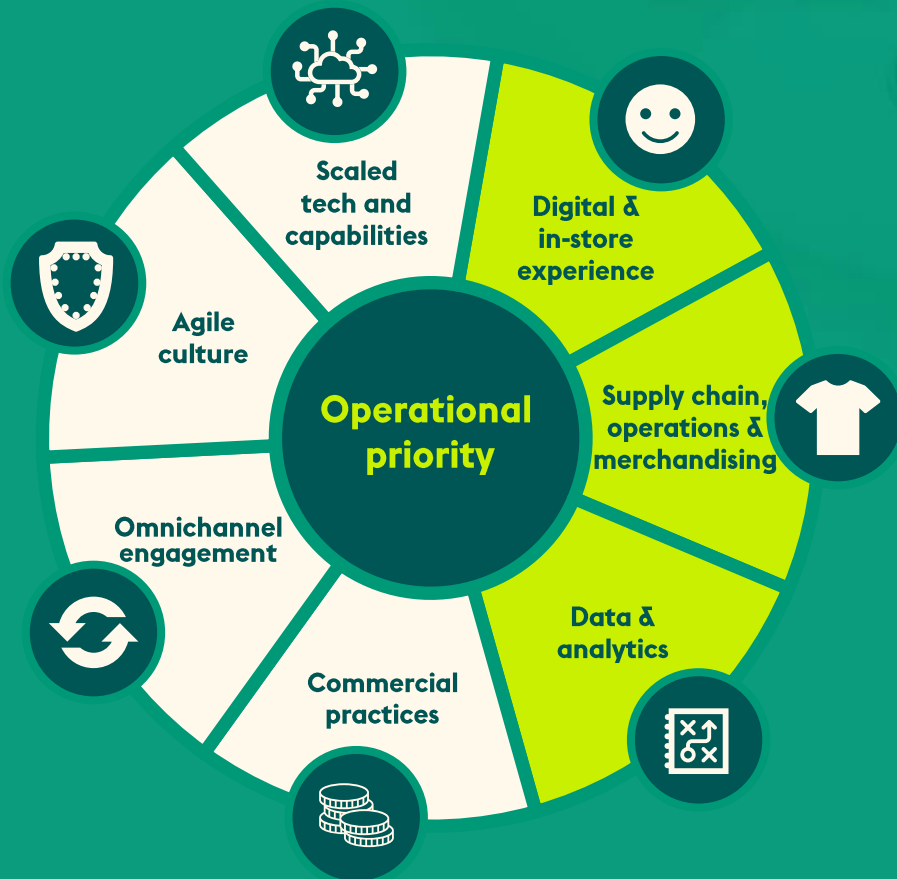 Scaled
tech and
capabilities
Digital &
in-store
experience
Agile
culture
Operational
priority
Supply chain,
operations &
merchandising
Omnichannel
engagement
Data &
analytics
Commercial
practices